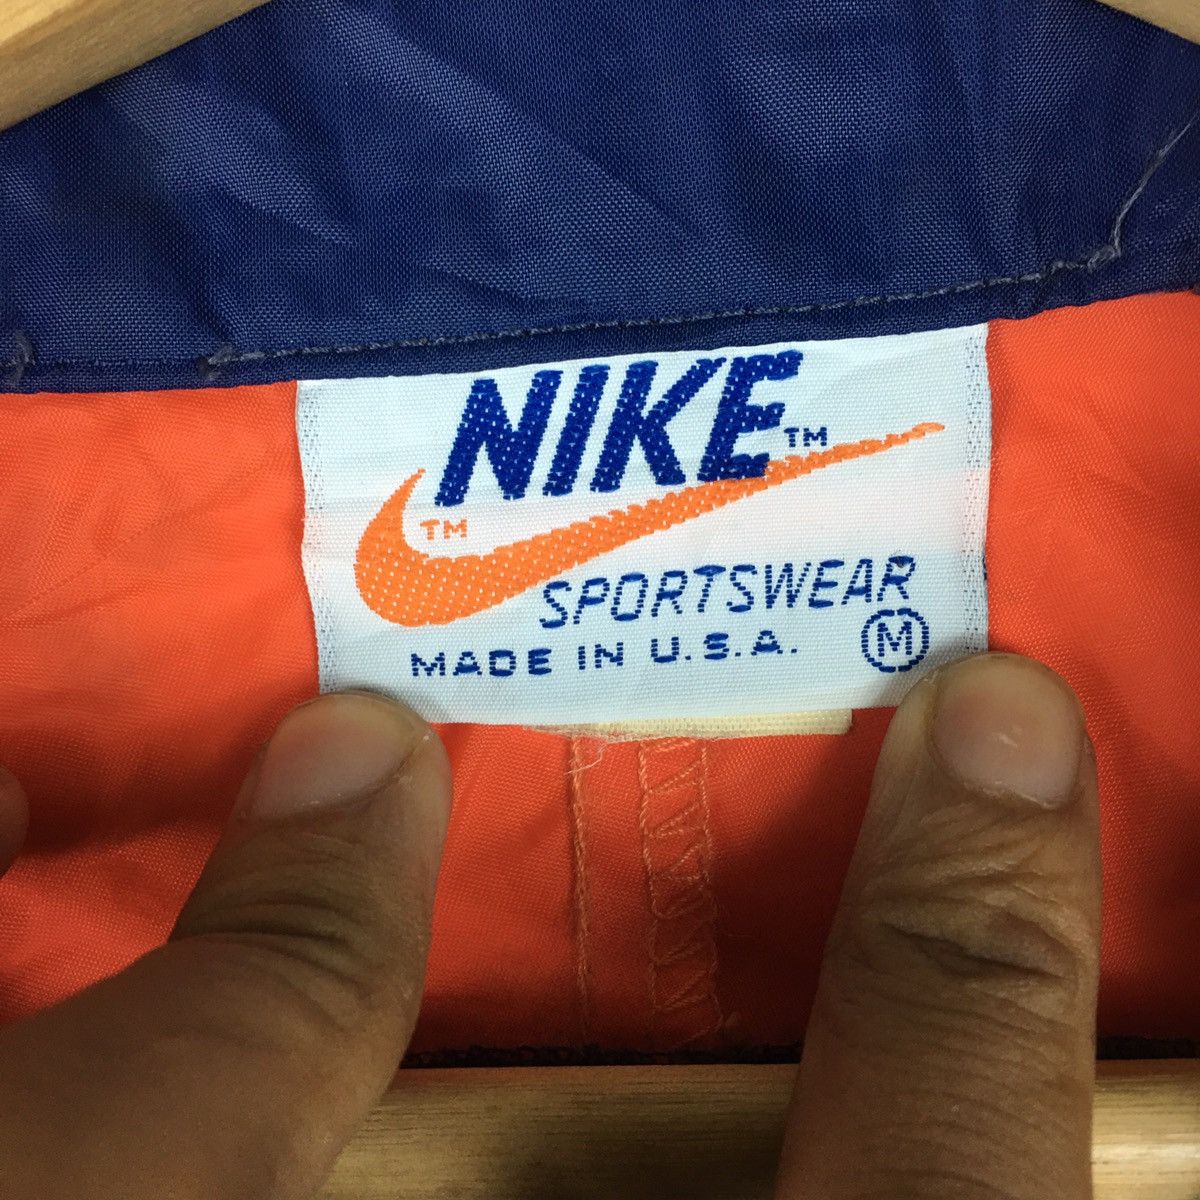 NIKE™
™
SPORTSWEAR
MADE IN U.S.A. M